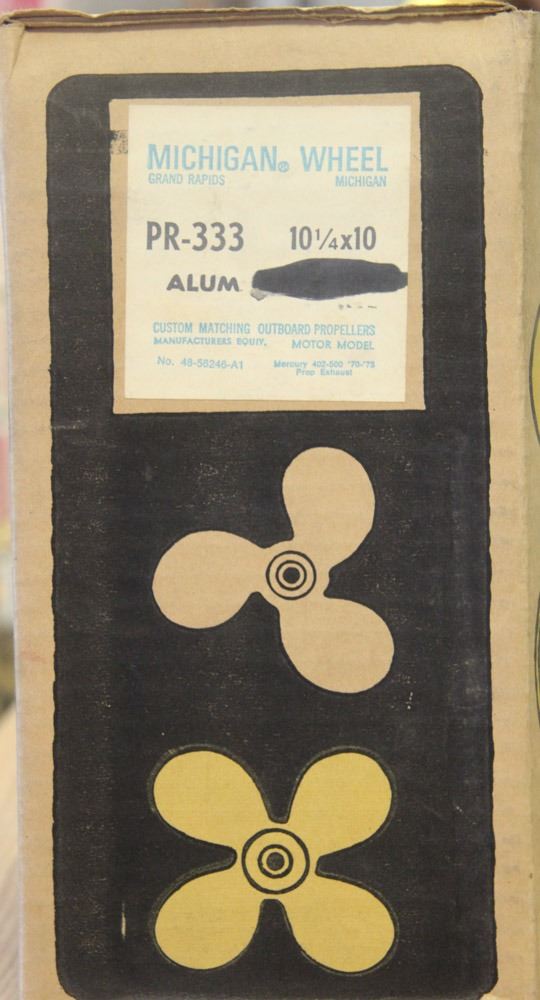 MICHIGAN® WHEEL
GRAND RAPIDS MICHIGAN
PR-333 10¼x10
ALUM
CUSTOM MATCHING OUTBOARD PROPELLERS
MANUFACTURERS EQUIV. MOTOR MODEL
No. 48-56246-A1 Mercury 402-500 '70-'75
Prop Exhaust